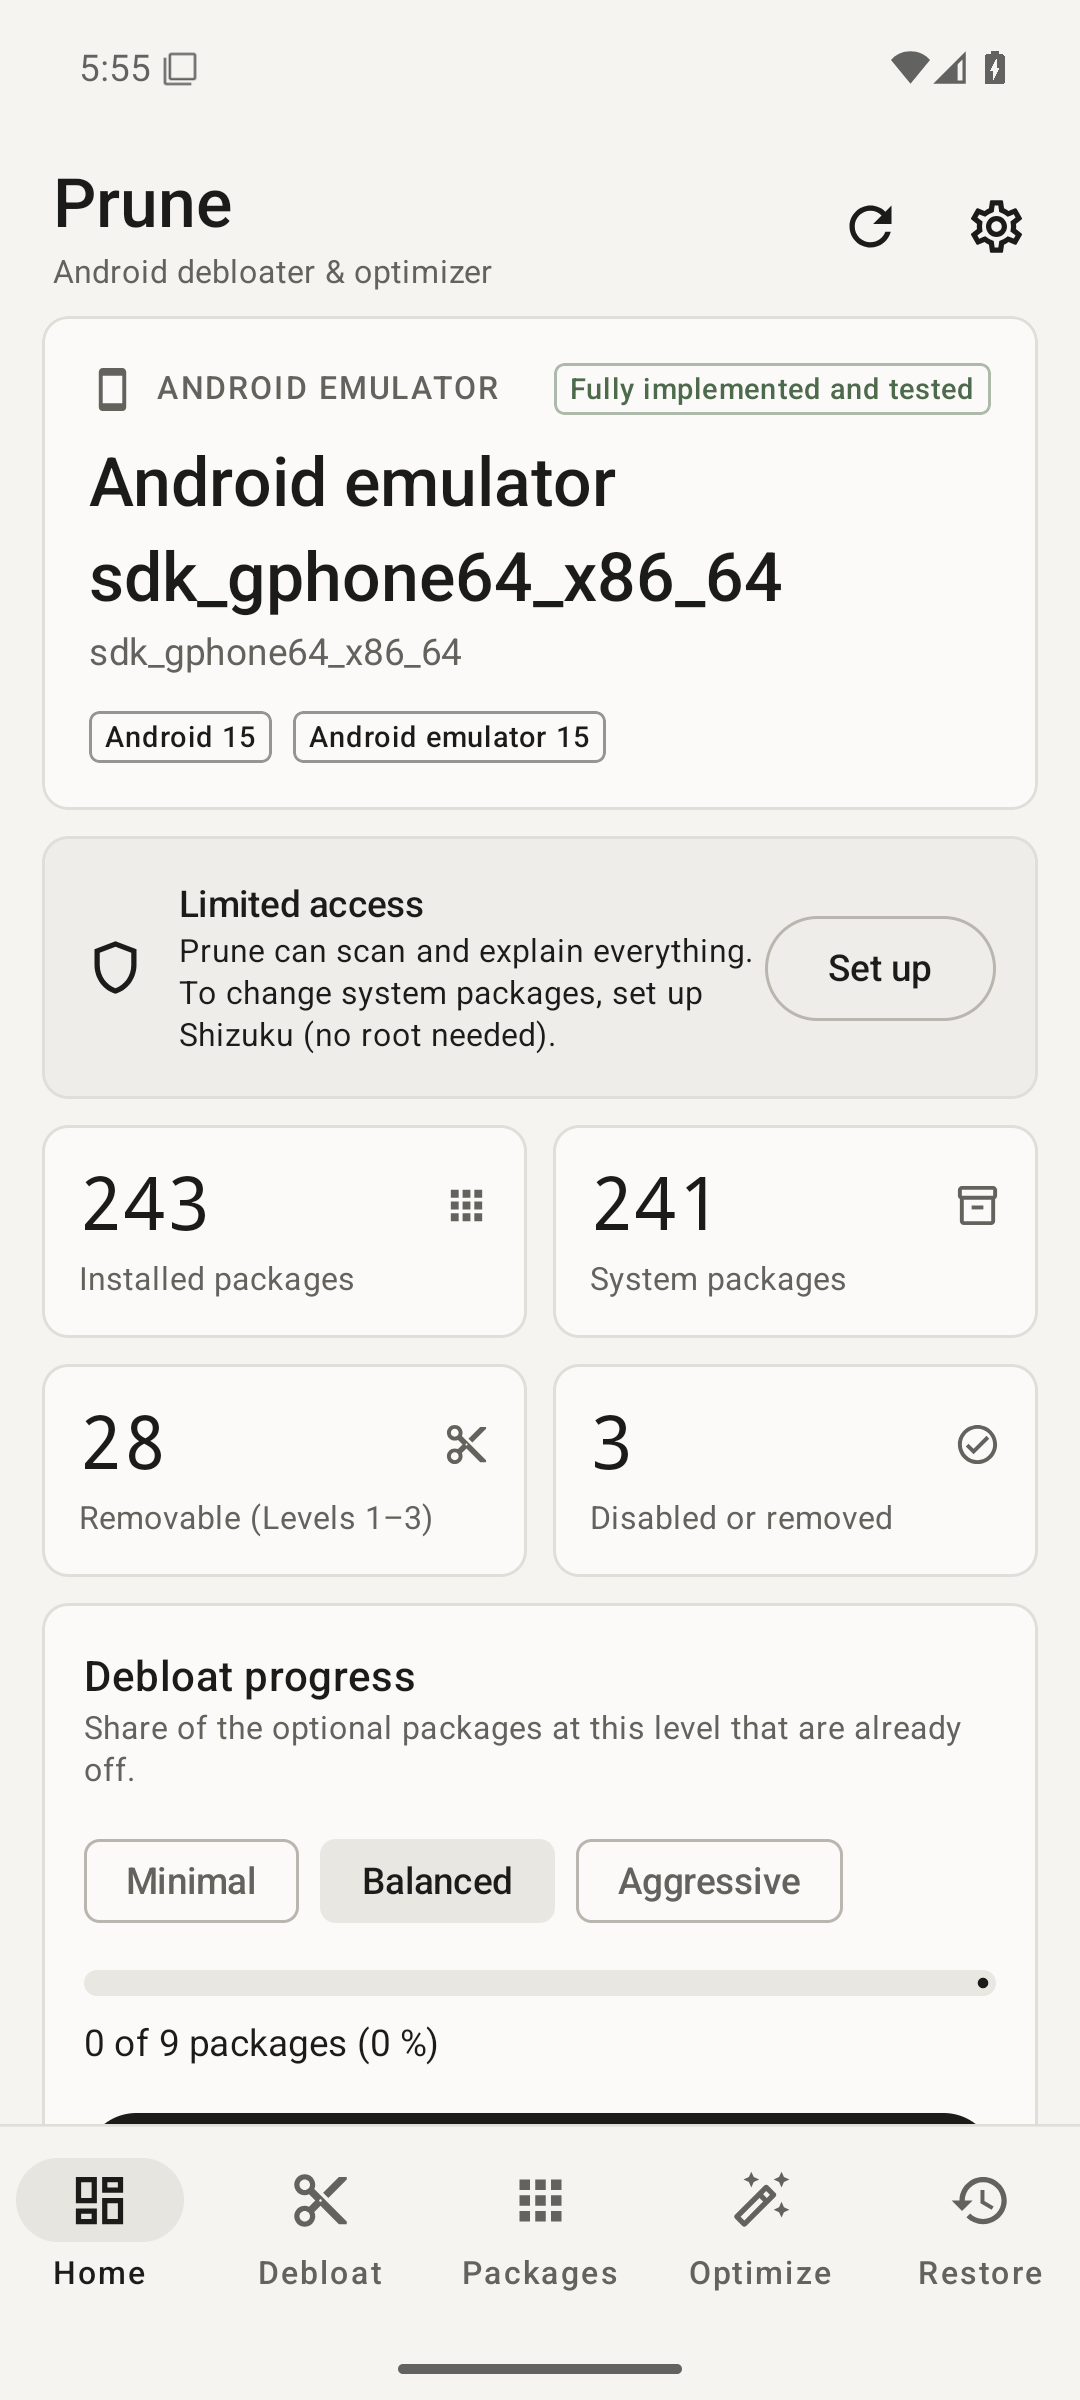 5:55
Prune
Android debloater & optimizer
ANDROID EMULATOR
Fully implemented and tested
Android emulator
sdk_gphone64_x86_64
sdk_gphone64_x86_64
Android 15
Android emulator 15
Limited access
Prune can scan and explain everything.
To change system packages, set up
Shizuku (no root needed).
Set up
243
Installed packages
241
System packages
28
Removable (Levels 1–3)
3
Disabled or removed
Debloat progress
Share of the optional packages at this level that are already
off.
Minimal
Balanced
Aggressive
0 of 9 packages (0 %)
Home
Debloat
Packages
Optimize
Restore